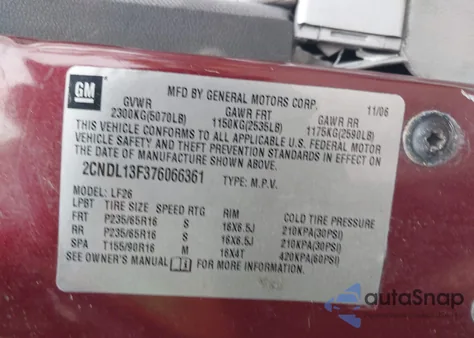 GM
MFD BY GENERAL MOTORS CORP. 11/06
GVWR GAWR FRT GAWR RR
2300KG(5070LB) 1150KG(2535LB) 1175KG(2590LB)
THIS VEHICLE CONFORMS TO ALL APPLICABLE U.S. FEDERAL MOTOR
VEHICLE SAFETY AND THEFT PREVENTION STANDARDS IN EFFECT ON
THE DATE OF MANUFACTURE SHOWN ABOVE.
2CNDL13F376066361 TYPE: M.P.V.
MODEL: LF26
LPBT TIRE SIZE SPEED RTG RIM COLD TIRE PRESSURE
FRT P235/65R16 S 16X6.5J 210KPA(30PSI)
RR P235/65R16 S 16X6.5J 210KPA(30PSI)
SPA T155/90R16 M 16X4T 420KPA(60PSI)
SEE OWNER'S MANUAL FOR MORE INFORMATION.
autoSnap